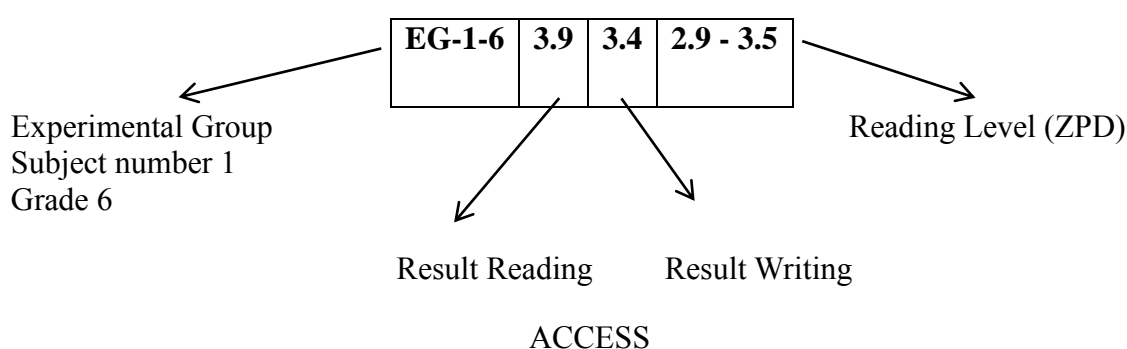 EG-1-6 3.9 3.4 2.9 - 3.5
Experimental Group
Subject number 1
Grade 6
Reading Level (ZPD)
Result Reading
Result Writing
ACCESS